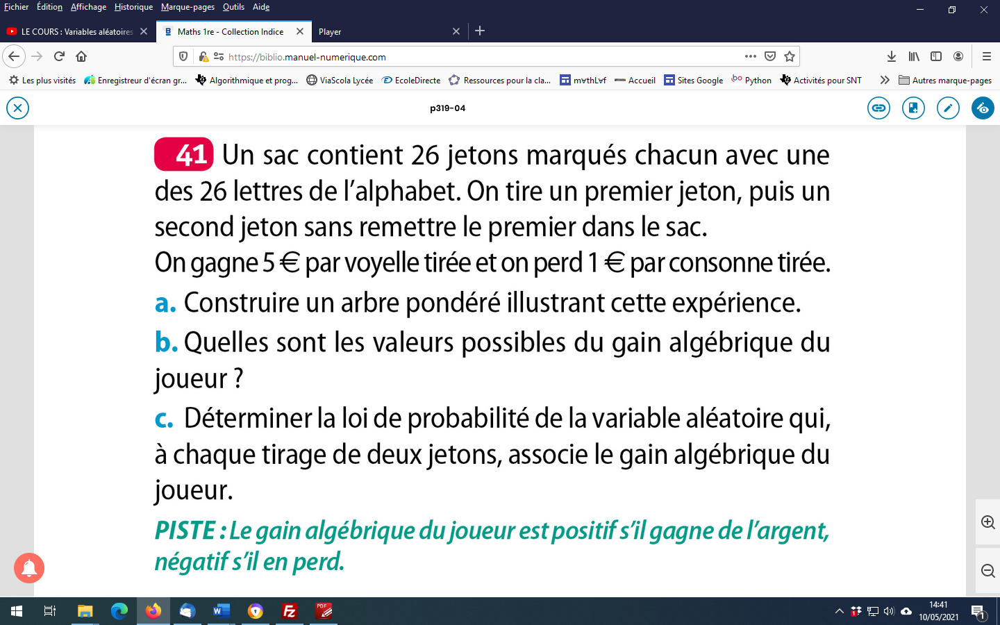 Fichier Édition Affichage Historique Marque-pages Outils Aide
LE COURS : Variables aléatoires
Maths 1re - Collection Indice
Player
https://biblio.manuel-numerique.com
Les plus visités Enregistreur d'écran gr... Algorithmique et prog... ViaScola Lycée EcoleDirecte Ressources pour la cla... m∀thL∀f Accueil Sites Google Python Activités pour SNT Autres marque-pages
p319-04
41 Un sac contient 26 jetons marqués chacun avec une
des 26 lettres de l’alphabet. On tire un premier jeton, puis un
second jeton sans remettre le premier dans le sac.
On gagne 5 € par voyelle tirée et on perd 1 € par consonne tirée.
a. Construire un arbre pondéré illustrant cette expérience.
b. Quelles sont les valeurs possibles du gain algébrique du
joueur ?
c. Déterminer la loi de probabilité de la variable aléatoire qui,
à chaque tirage de deux jetons, associe le gain algébrique du
joueur.
PISTE : Le gain algébrique du joueur est positif s’il gagne de l’argent,
négatif s’il en perd.
14:41
10/05/2021